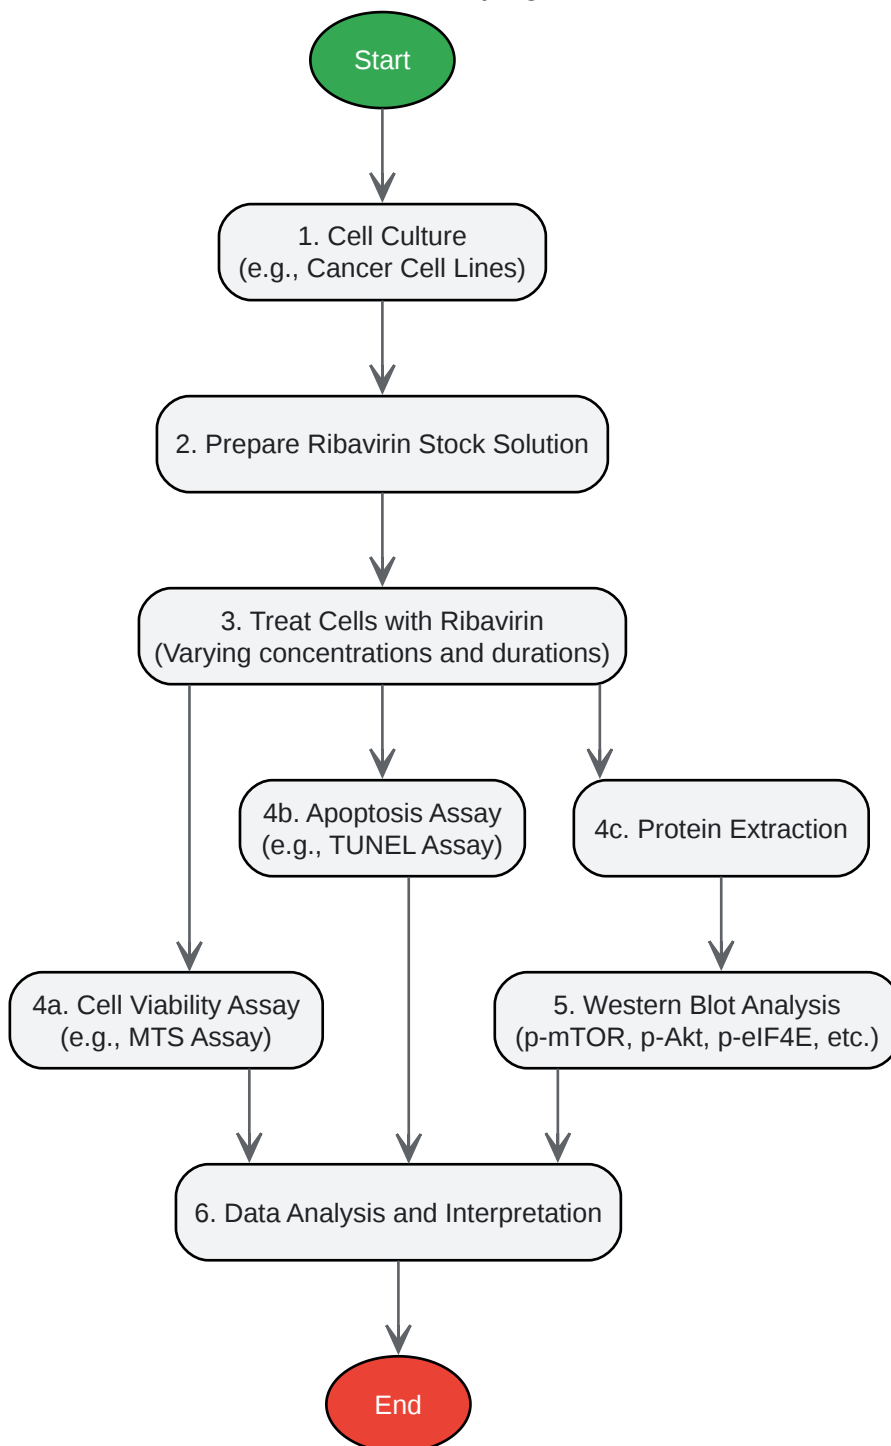 Start
1. Cell Culture
(e.g., Cancer Cell Lines)
2. Prepare Ribavirin Stock Solution
3. Treat Cells with Ribavirin
(Varying concentrations and durations)
4b. Apoptosis Assay
(e.g., TUNEL Assay)
4c. Protein Extraction
4a. Cell Viability Assay
(e.g., MTS Assay)
5. Western Blot Analysis
(p-mTOR, p-Akt, p-eIF4E, etc.)
6. Data Analysis and Interpretation
End